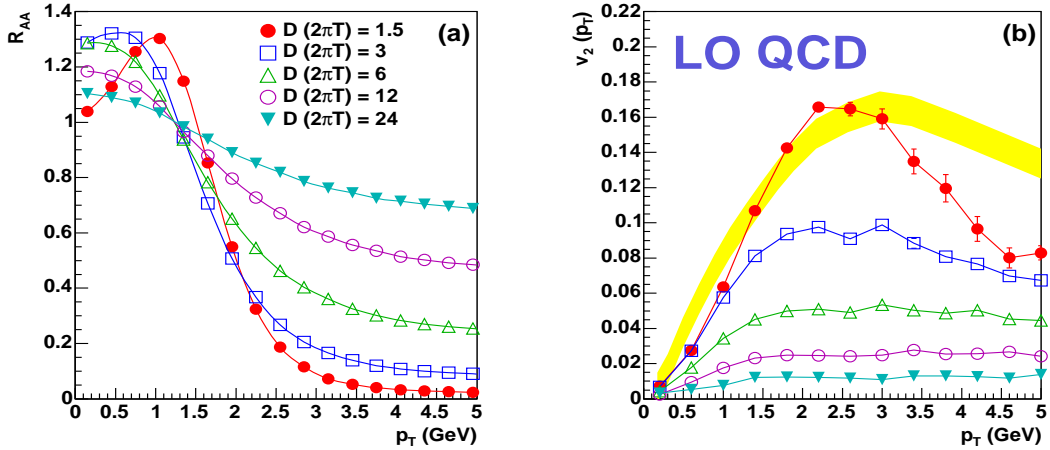 R_AA
1.4
1.2
1
0.8
0.6
0.4
0.2
0
0 0.5 1 1.5 2 2.5 3 3.5 4 4.5 5
p_T (GeV)
(a)
D (2πT) = 1.5
D (2πT) = 3
D (2πT) = 6
D (2πT) = 12
D (2πT) = 24
v_2 (p_T)
0.22
0.2
0.18
0.16
0.14
0.12
0.1
0.08
0.06
0.04
0.02
0
0 0.5 1 1.5 2 2.5 3 3.5 4 4.5 5
p_T (GeV)
(b)
LO QCD